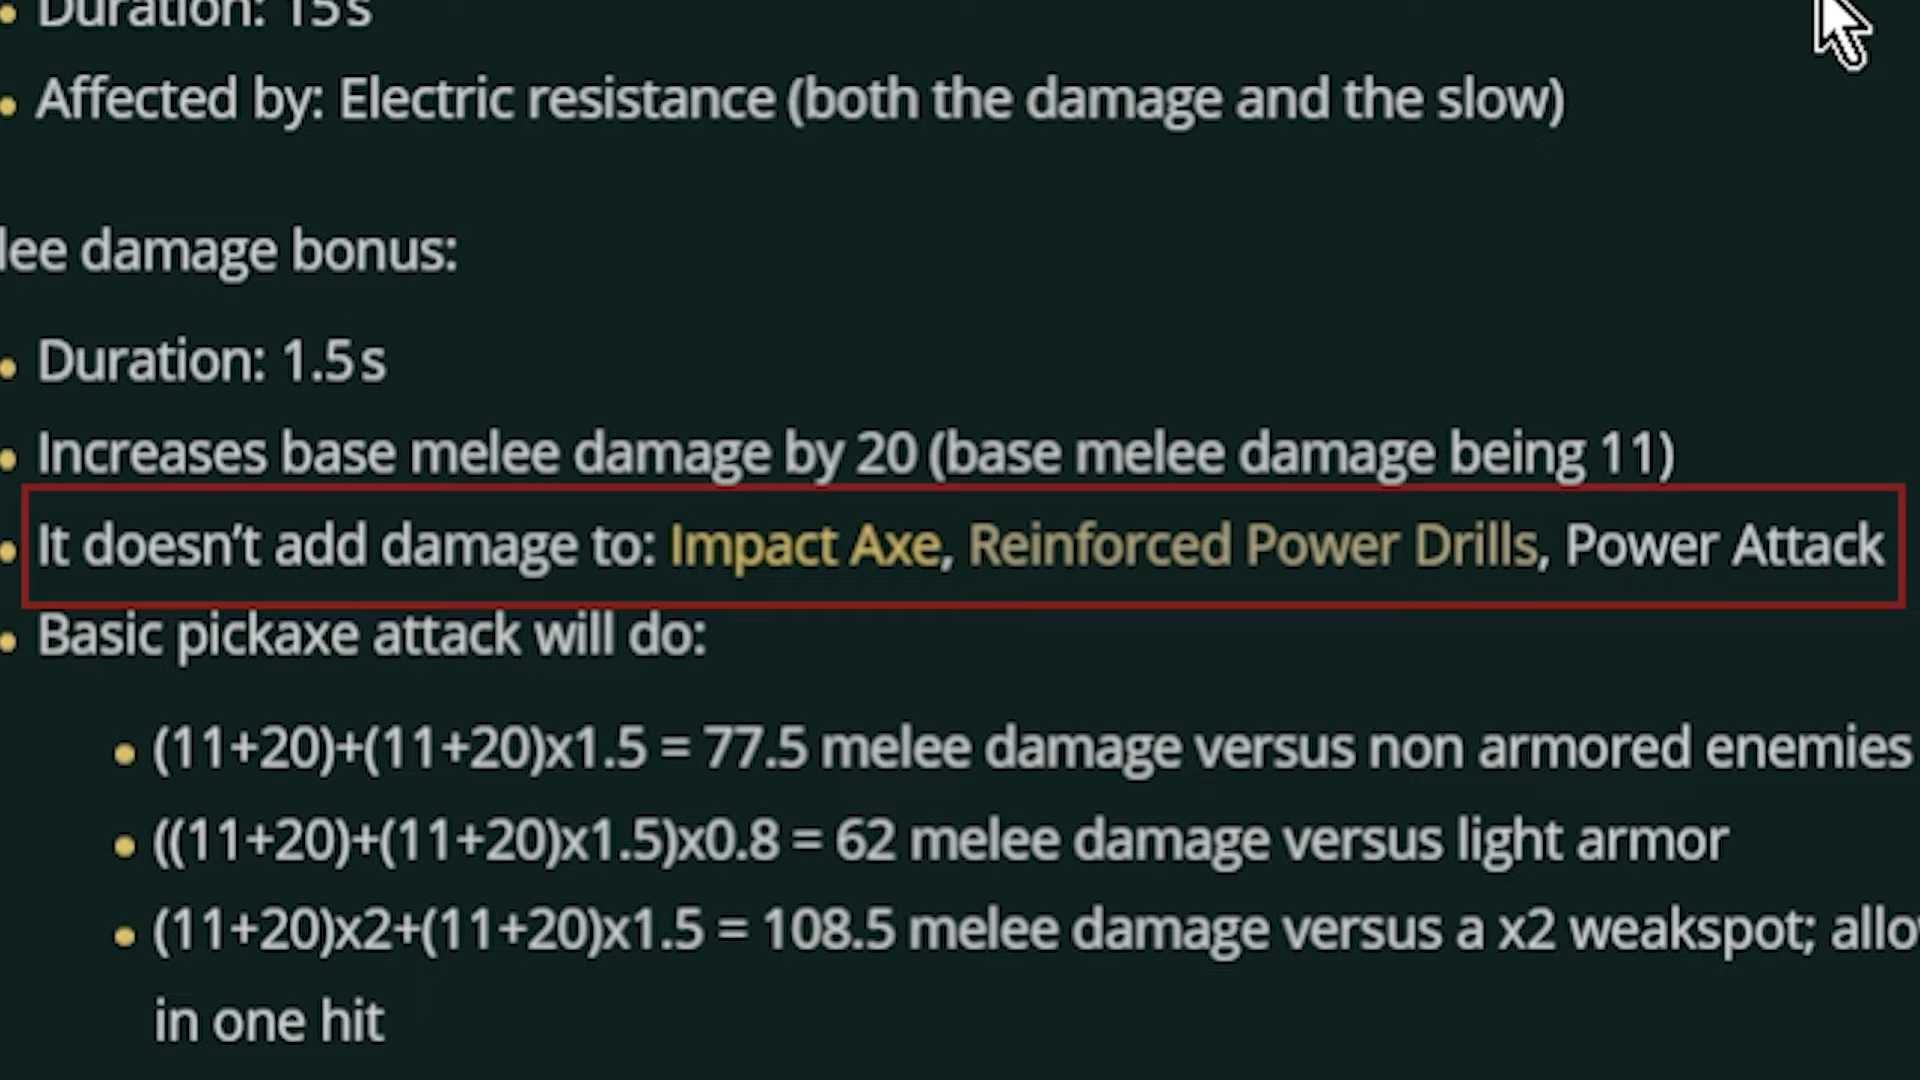 Duration: 15 s
Affected by: Electric resistance (both the damage and the slow)
lee damage bonus:
Duration: 1.5 s
Increases base melee damage by 20 (base melee damage being 11)
It doesn’t add damage to: Impact Axe, Reinforced Power Drills, Power Attack
Basic pickaxe attack will do:
(11+20)+(11+20)x1.5 = 77.5 melee damage versus non armored enemies
((11+20)+(11+20)x1.5)x0.8 = 62 melee damage versus light armor
(11+20)x2+(11+20)x1.5 = 108.5 melee damage versus a x2 weakspot; allo
in one hit